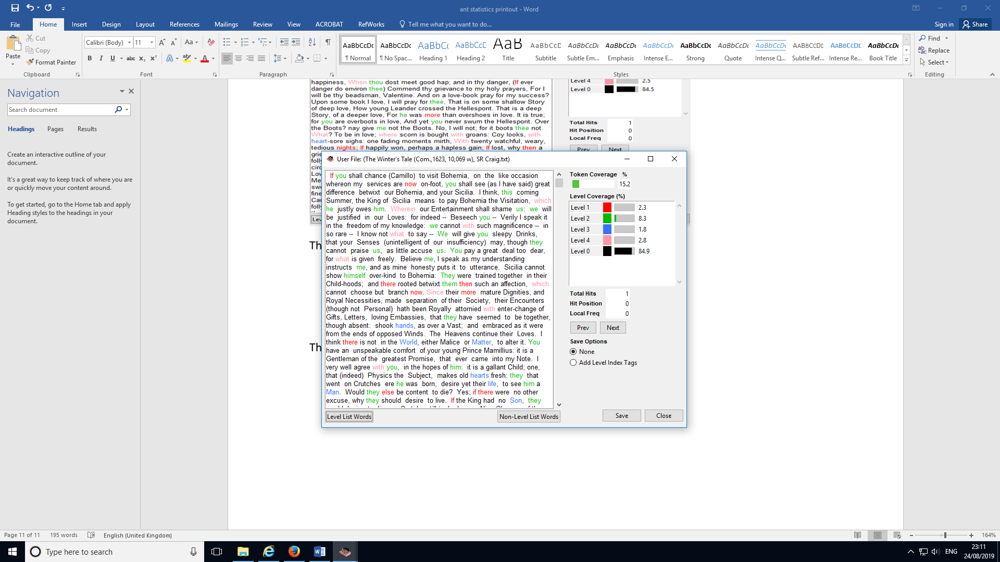 ant statistics printout - Word
File Home Insert Design Layout References Mailings Review View ACROBAT RefWorks Tell me what you want to do... Sign in Share
Paste Cut Copy Format Painter Clipboard
Calibri (Body) 11 Font
Paragraph
AaBbCcDc AaBbCcDc AaBbCc AaBbCcD AaB AaBbCcD AaBbCcDc AaBbCcDc AaBbCcDc AaBbCcDc AaBbCcDc AaBbCcDc AABBCCDE AABBCCDE AaBbCcDc
¶ Normal ¶ No Spac... Heading 1 Heading 2 Title Subtitle Subtle Em... Emphasis Intense E... Strong Quote Intense Q... Subtle Ref... Intense Re... Book Title
Styles
Find
Replace
Select
Editing
Navigation
Search document
Headings Pages Results
Create an interactive outline of your
document.
It's a great way to keep track of where you are
or quickly move your content around.
To get started, go to the Home tab and apply
Heading styles to the headings in your
document.
happiness, When thou dost meet good hap; and in thy danger, (If ever
danger do environ thee) Commend thy grievance to my holy prayers, For I
will be thy beadsman, Valentine. And on a love-book pray for my success?
Upon some book I love, I will pray for thee. That is on some shallow Story
of deep love, How young Leander crossed the Hellespont. That is a deep
Story, of a deeper love, For he was more than overshoes in love. It is true;
for you are overboots in love, And yet you never swum the Hellespont. Over
the Boots? nay give me not the Boots. No, I will not; for it boots thee not.
What? To be in love; where scorn is bought with groans: Coy looks, with
heart-sore sighs: one fading moments mirth, With twenty watchful, weary,
tedious nights; If happily won, perhaps a hapless gain; If lost, why then a
Level 4 2.5
Level 0 84.5
Total Hits 1
Hit Position 0
Local Freq 0
Prev Next
Th
Th
User File: (The Winter's Tale (Com.,1623, 10,069 w), SR Craig.txt)
If you shall chance (Camillo) to visit Bohemia, on the like occasion
whereon my services are now on-foot, you shall see (as I have said) great
difference betwixt our Bohemia, and your Sicilia. I think, this coming
Summer, the King of Sicilia means to pay Bohemia the Visitation, which
he justly owes him. Wherein our Entertainment shall shame us: we will
be justified in our Loves: for indeed -- Beseech you -- Verily I speak it
in the freedom of my knowledge: we cannot with such magnificence -- in
so rare -- I know not what to say -- We will give you sleepy Drinks,
that your Senses (unintelligent of our insufficiency) may, though they
cannot praise us, as little accuse us. You pay a great deal too dear,
for what is given freely. Believe me, I speak as my understanding
instructs me, and as mine honesty puts it to utterance. Sicilia cannot
show himself over-kind to Bohemia: They were trained together in their
Child-hoods; and there rooted betwixt them then such an affection, which
cannot choose but branch now. Since their more mature Dignities, and
Royal Necessities, made separation of their Society, their Encounters
(though not Personal) hath been Royally attornied with enter-change of
Gifts, Letters, loving Embassies, that they have seemed to be together,
though absent: shook hands, as over a Vast; and embraced as it were
from the ends of opposed Winds. The Heavens continue their Loves. I
think there is not in the World, either Malice or Matter, to alter it. You
have an unspeakable comfort of your young Prince Mamillius: it is a
Gentleman of the greatest Promise, that ever came into my Note. I
very well agree with you, in the hopes of him: it is a gallant Child; one,
that (indeed) Physics the Subject, makes old hearts fresh: they that
went on Crutches ere he was born, desire yet their life, to see him a
Man. Would they else be content to die? Yes; if there were no other
excuse, why they should desire to live. If the King had no Son, they
Token Coverage %
15.2
Level Coverage (%)
Level 1 2.3
Level 2 8.3
Level 3 1.8
Level 4 2.8
Level 0 84.9
Total Hits 1
Hit Position 0
Local Freq 0
Prev Next
Save Options
None
Add Level Index Tags
Level List Words Non-Level List Words Save Close
Page 11 of 11 195 words English (United Kingdom) 164%
Type here to search
ENG
23:11
24/08/2019